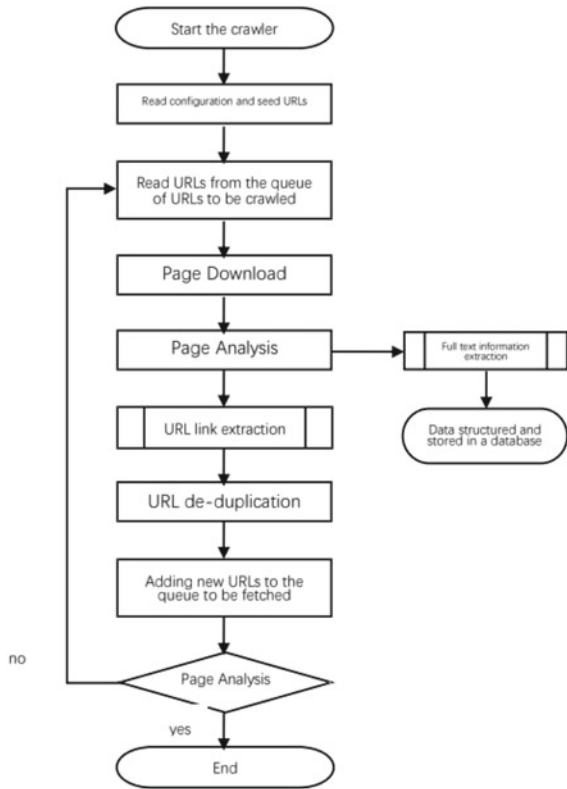 Start the crawler
Read configuration and seed URLs
Read URLs from the queue
of URLs to be crawled
Page Download
Page Analysis
Full text information
extraction
URL link extraction
Data structured and
stored in a database
URL de-duplication
Adding new URLs to the
queue to be fetched
no
Page Analysis
yes
End